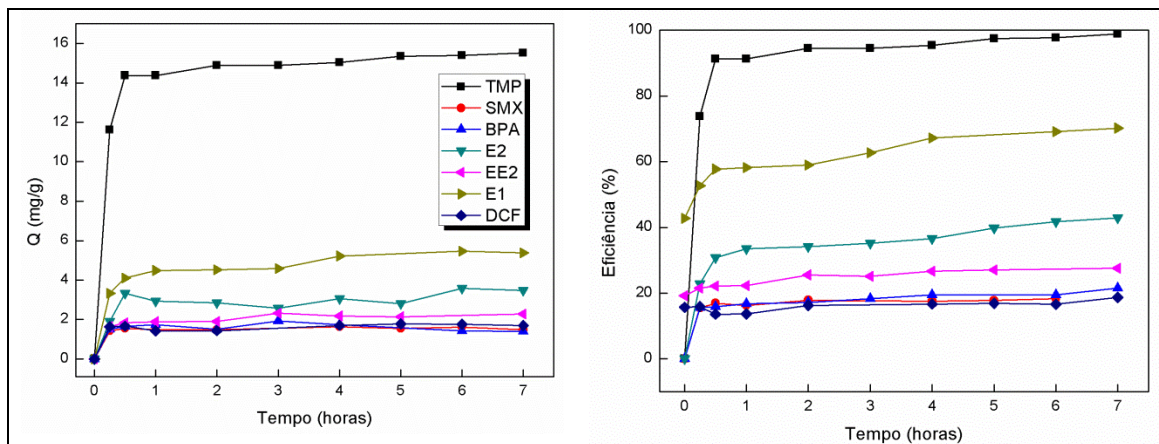 16
14
12
10
8
6
4
2
0
Q (mg/g)
0 1 2 3 4 5 6 7
Tempo (horas)
TMP
SMX
BPA
E2
EE2
E1
DCF
100
80
60
40
20
0
Eficiência (%)
0 1 2 3 4 5 6 7
Tempo (horas)